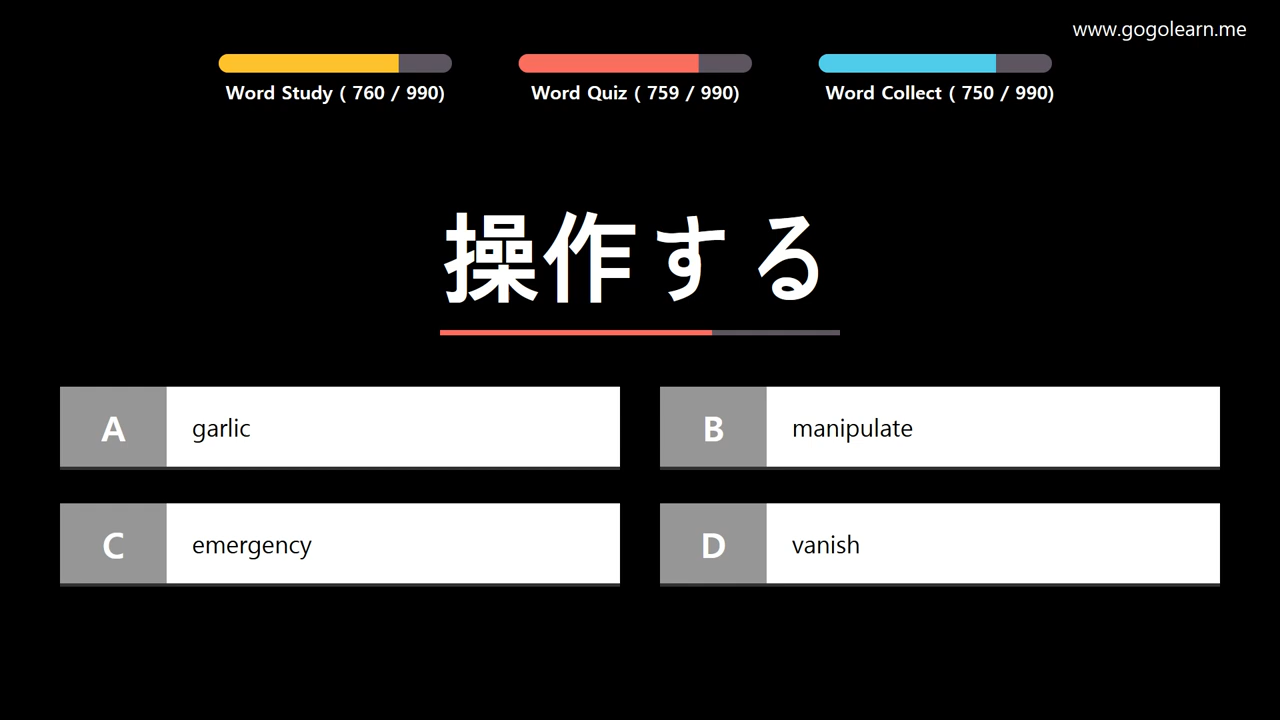 www.gogolearn.me
Word Study ( 760 / 990)
Word Quiz ( 759 / 990)
Word Collect ( 750 / 990)
操作する
A garlic
B manipulate
C emergency
D vanish